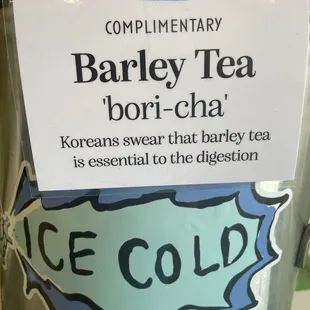 COMPLIMENTARY
Barley Tea
'bori-cha'
Koreans swear that barley tea
is essential to the digestion
ICE COLD